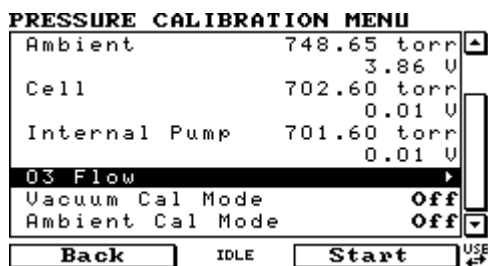 PRESSURE CALIBRATION MENU
Ambient 748.65 torr
3.86 V
Cell 702.60 torr
0.01 V
Internal Pump 701.60 torr
0.01 V
O3 Flow
Vacuum Cal Mode Off
Ambient Cal Mode Off
Back IDLE Start USB